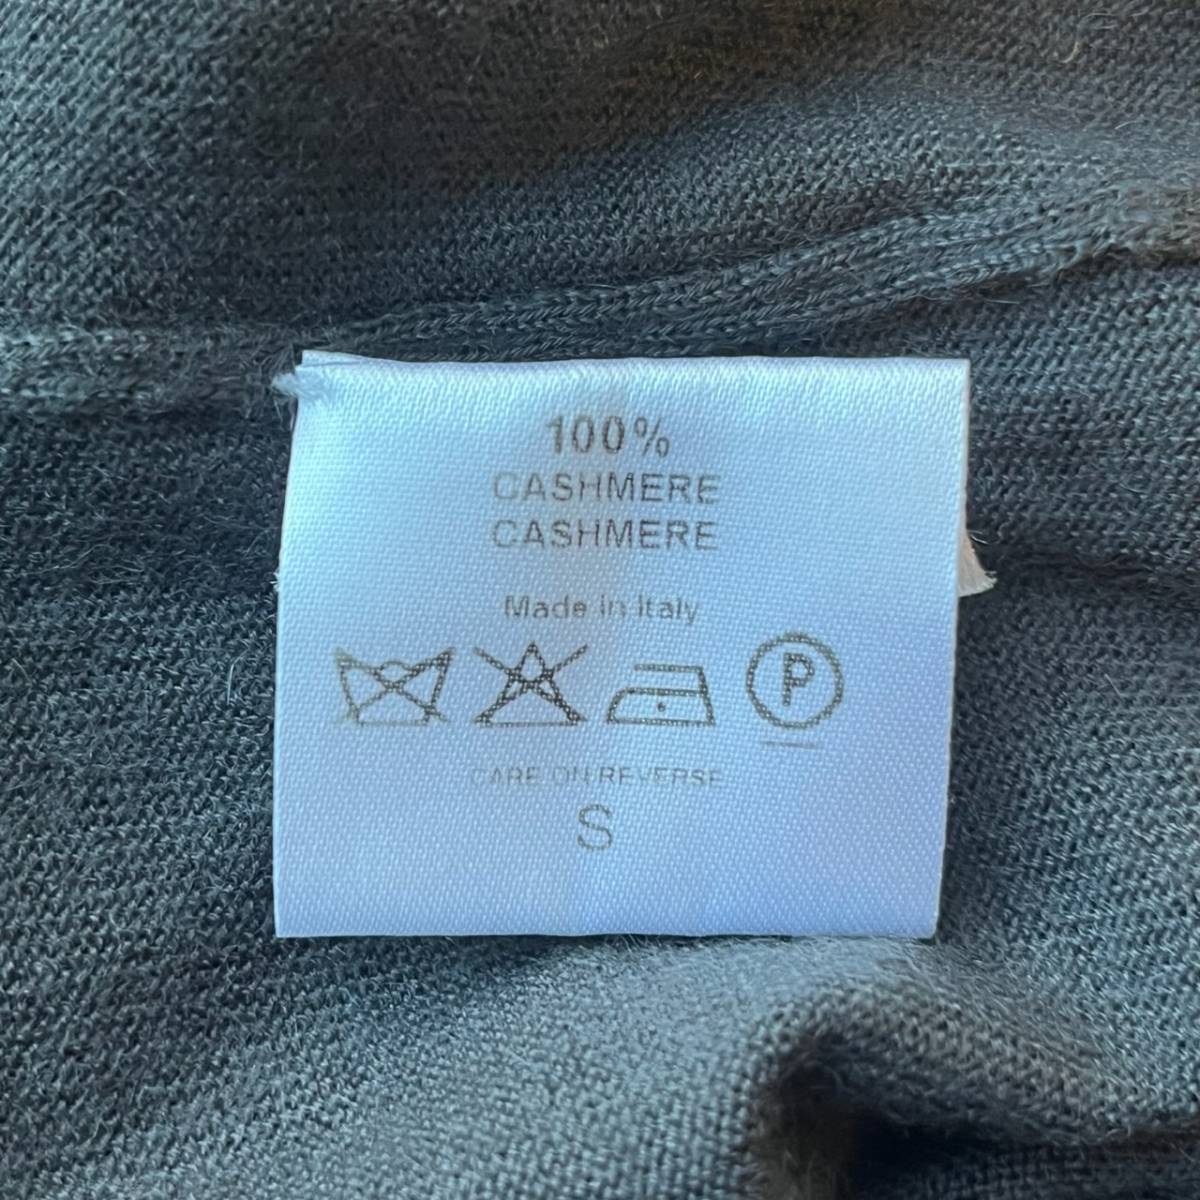 100%
CASHMERE
CASHMERE
Made in Italy
P
CARE ON REVERSE
S